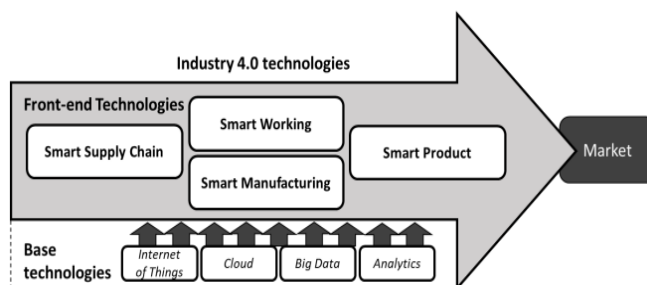 Industry 4.0 technologies
Front-end Technologies
Smart Supply Chain
Smart Working
Smart Manufacturing
Smart Product
Market
Base
technologies
Internet
of Things
Cloud
Big Data
Analytics